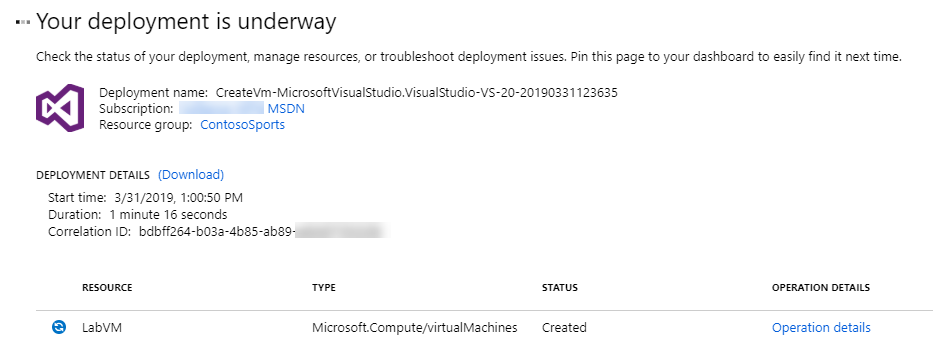 Your deployment is underway
Check the status of your deployment, manage resources, or troubleshoot deployment issues. Pin this page to your dashboard to easily find it next time.
Deployment name: CreateVm-MicrosoftVisualStudio.VisualStudio-VS-20-20190331123635
Subscription: MSDN
Resource group: ContosoSports
DEPLOYMENT DETAILS (Download)
Start time: 3/31/2019, 1:00:50 PM
Duration: 1 minute 16 seconds
Correlation ID: bdbff264-b03a-4b85-ab89-
RESOURCE TYPE STATUS OPERATION DETAILS
LabVM Microsoft.Compute/virtualMachines Created Operation details